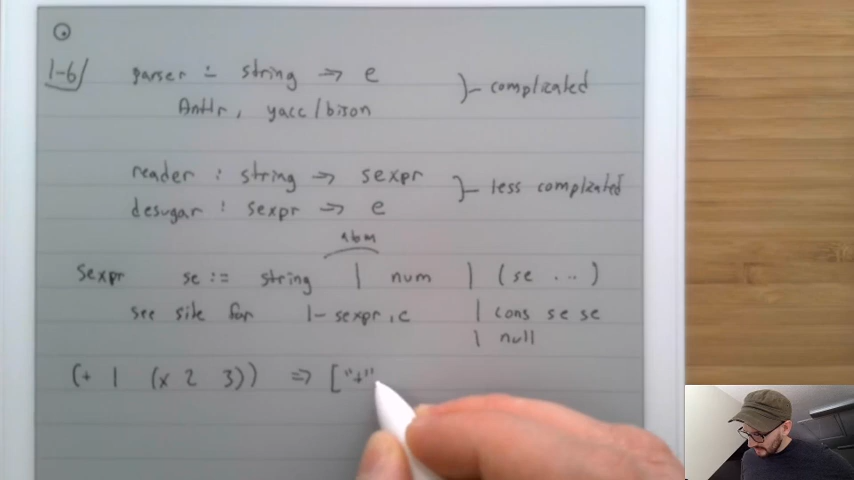 1-6/ parser : string → e }- complicated
Antlr, yacc/bison
reader : string → sexpr }- less complicated
desugar : sexpr → e
Sexpr se := string | num | (se ...)
see site for 1-sexpr.c | cons se se
| null
(+ 1 (x 2 3)) => ["+"